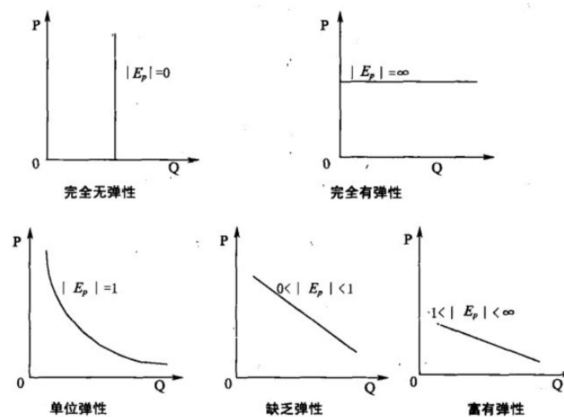 P
|Ep|=0
0
Q
完全无弹性
P
|Ep|=∞
0
Q
完全有弹性
P
|Ep|=1
0
Q
单位弹性
P
0<|Ep|<1
0
Q
缺乏弹性
P
1<|Ep|<∞
0
Q
富有弹性